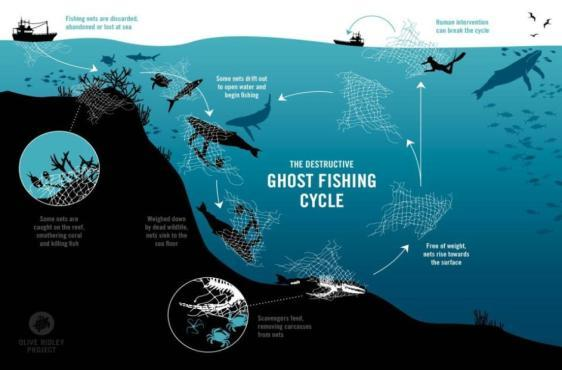 Fishing nets are discarded,
abandoned or lost at sea
Human intervention
can break the cycle
Some nets drift out
to open water and
begin fishing
THE DESTRUCTIVE
GHOST FISHING
CYCLE
Some nets are
caught on the reef,
smothering coral
and killing fish
Weighed down
by dead wildlife,
nets sink to the
sea floor
Free of weight,
nets rise towards
the surface
Scavengers feed,
removing carcasses
from nets
OLIVE RIDLEY
PROJECT